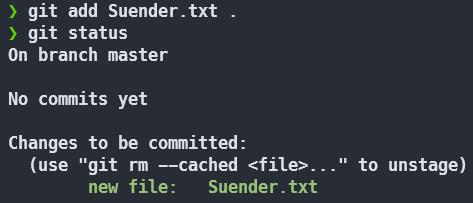 ❯ git add Suender.txt .
❯ git status
On branch master

No commits yet

Changes to be committed:
  (use "git rm --cached <file>..." to unstage)
        new file:   Suender.txt